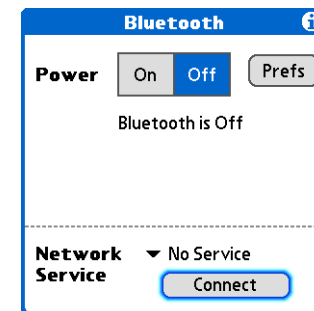 Bluetooth i
Power On Off Prefs
Bluetooth is Off
Network No Service
Service Connect